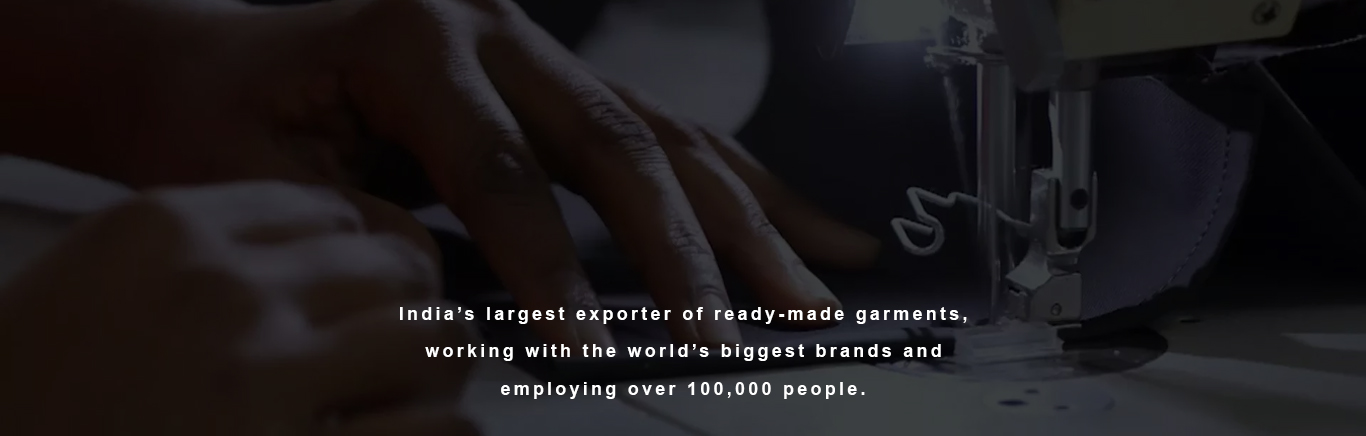 India’s largest exporter of ready-made garments,
working with the world’s biggest brands and
employing over 100,000 people.